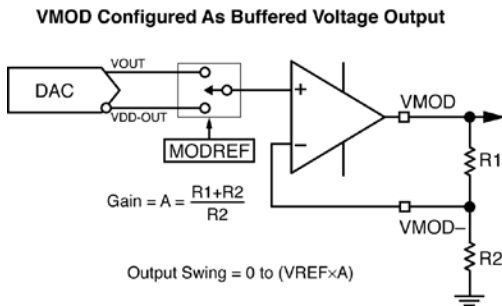 VMOD Configured As Buffered Voltage Output
VOUT
DAC
VDD-OUT
MODREF
+
−
VMOD
R1
VMOD−
R2
Gain = A = R1+R2
R2
Output Swing = 0 to (VREF×A)